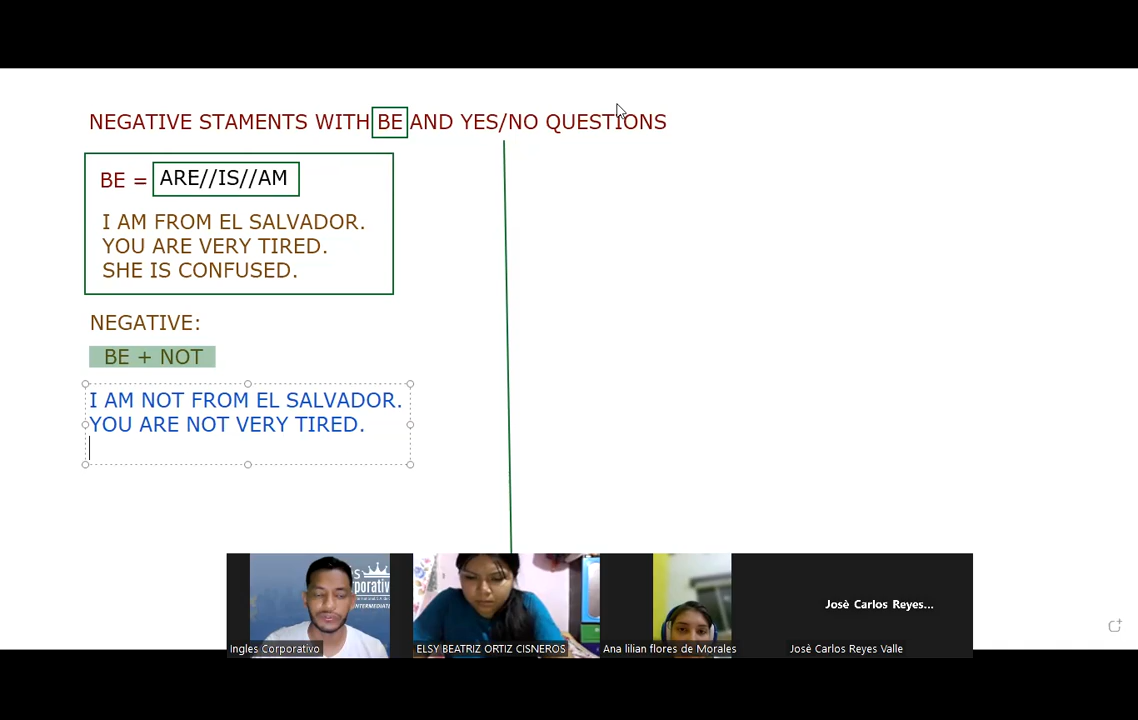 NEGATIVE STAMENTS WITH BE AND YES/NO QUESTIONS
BE = ARE//IS//AM
I AM FROM EL SALVADOR.
YOU ARE VERY TIRED.
SHE IS CONFUSED.
NEGATIVE:
BE + NOT
I AM NOT FROM EL SALVADOR.
YOU ARE NOT VERY TIRED.
Ingles Corporativo
ELSY BEATRIZ ORTIZ CISNEROS
Ana lilian flores de Morales
Josè Carlos Reyes...
Josè Carlos Reyes Valle